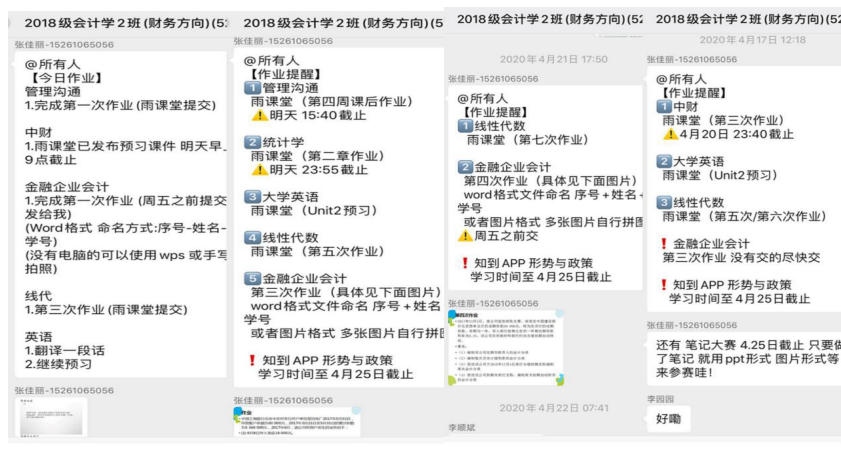 2018级会计学2班(财务方向)(5
张佳丽-15261065056
@所有人
【今日作业】
管理沟通
1.完成第一次作业(雨课堂提交)
中财
1.雨课堂已发布预习课件 明天早
9点截止
金融企业会计
1.完成第一次作业(周五之前提交
发给我)
(Word格式 命名方式:序号-姓名-
学号)
(没有电脑的可以使用wps 或手写
拍照)
线代
1.第三次作业(雨课堂提交)
英语
1.翻译一段话
2.继续预习
张佳丽-15261065056
2018级会计学2班(财务方向)(5
张佳丽-15261065056
@所有人
【作业提醒】
1 管理沟通
雨课堂(第四周课后作业)
⚠️明天 15:40截止
2 统计学
雨课堂(第二章作业)
⚠️明天 23:55截止
3 大学英语
雨课堂(Unit2预习)
4 线性代数
雨课堂(第五次作业)
5 金融企业会计
第三次作业(具体见下面图片)
word格式文件命名 序号+姓名
学号
或者图片格式 多张图片自行拼
❗知到APP 形势与政策
学习时间至4月25日截止
张佳丽-15261065056
2018级会计学2班(财务方向)(52
2020年4月21日 17:50
张佳丽-15261065056
@所有人
【作业提醒】
1 线性代数
雨课堂(第七次作业)
2 金融企业会计
第四次作业(具体见下面图片)
word格式文件命名 序号+姓名+
学号
或者图片格式 多张图片自行拼图
⚠️周五之前交
❗知到APP 形势与政策
学习时间至4月25日截止
张佳丽-15261065056
第四次作业
2020年4月22日 07:41
李顺斌
2018级会计学2班(财务方向)(52
2020年4月17日 12:18
张佳丽-15261065056
@所有人
【作业提醒】
1 中财
雨课堂(第三次作业)
⚠️4月20日 23:40截止
2 大学英语
雨课堂(Unit2预习)
3 线性代数
雨课堂(第五次/第六次作业)
❗金融企业会计
第三次作业 没有交的尽快交
❗知到APP 形势与政策
学习时间至4月25日截止
张佳丽-15261065056
还有 笔记大赛 4.25日截止 只要做
了笔记 就用ppt形式 图片形式等
来参赛哇!
李园园
好嘞